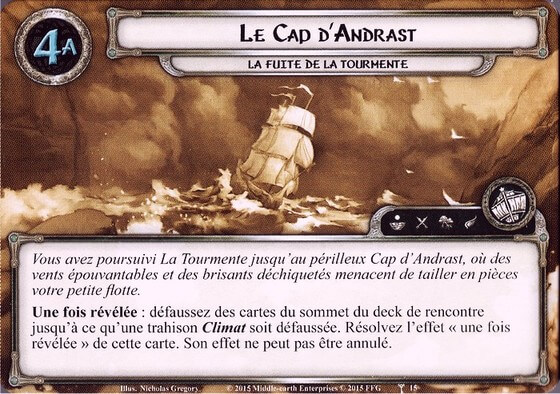 4A
Le Cap d'Andrast
La Fuite de la Tourmente
Vous avez poursuivi La Tourmente jusqu'au périlleux Cap d'Andrast, où des
vents épouvantables et des brisants déchiquetés menacent de tailler en pièces
votre petite flotte.
Une fois révélée : défaussez des cartes du sommet du deck de rencontre
jusqu'à ce qu'une trahison Climat soit défaussée. Résolvez l'effet « une fois
révélée » de cette carte. Son effet ne peut pas être annulé.
Illus. Nicholas Gregory © 2015 Middle-earth Enterprises © 2015 FFG 15